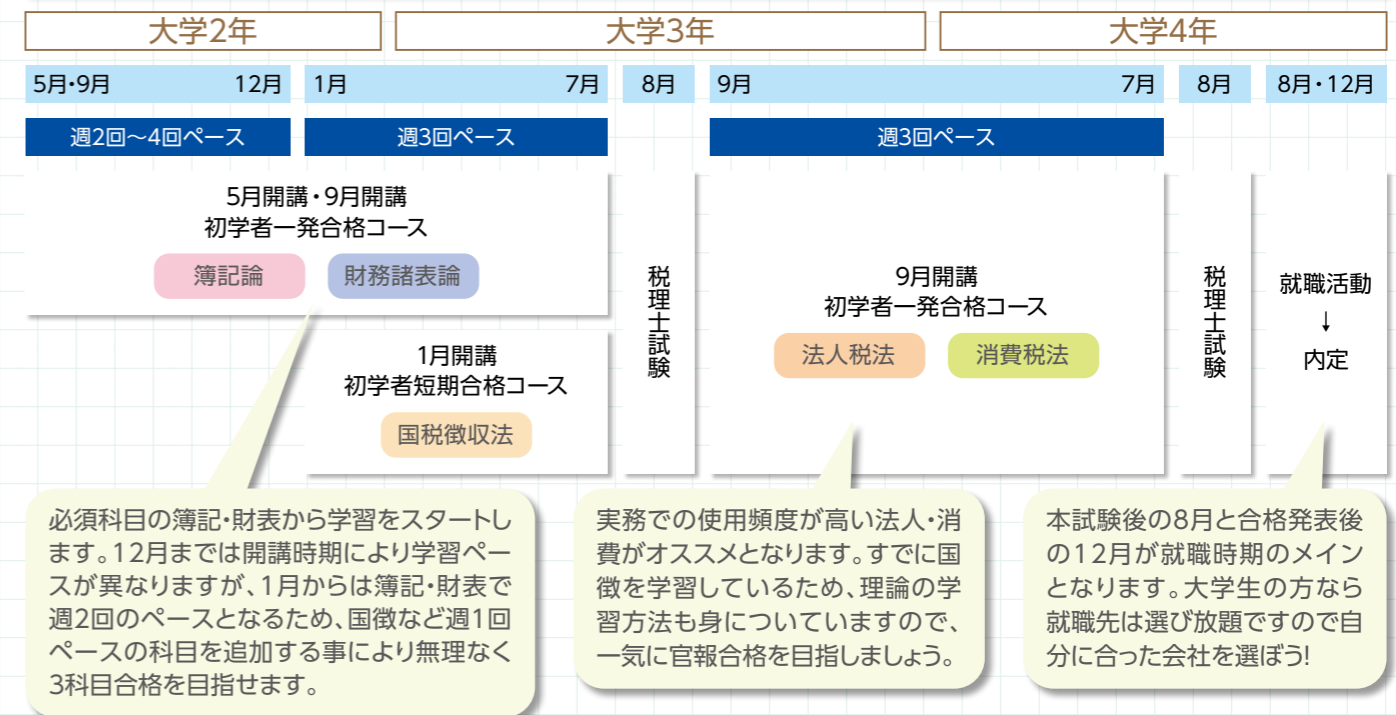 大学2年
大学3年
大学4年
5月・9月 12月
1月 7月
8月
9月 7月
8月
8月・12月
週2回～4回ペース
週3回ペース
週3回ペース
5月開講・9月開講
初学者一発合格コース
簿記論
財務諸表論
1月開講
初学者短期合格コース
国税徴収法
税理士試験
9月開講
初学者一発合格コース
法人税法
消費税法
税理士試験
就職活動
↓
内定
必須科目の簿記・財表から学習をスタートし
ます。12月までは開講時期により学習ペー
スが異なりますが、1月からは簿記・財表で
週2回のペースとなるため、国徴など週1回
ペースの科目を追加する事により無理なく
3科目合格を目指せます。
実務での使用頻度が高い法人・消
費がオススメとなります。すでに国
徴を学習しているため、理論の学
習方法も身についていますので、
一気に官報合格を目指しましょう。
本試験後の8月と合格発表後
の12月が就職時期のメイン
となります。大学生の方なら
就職先は選び放題ですので自
分に合った会社を選ぼう!